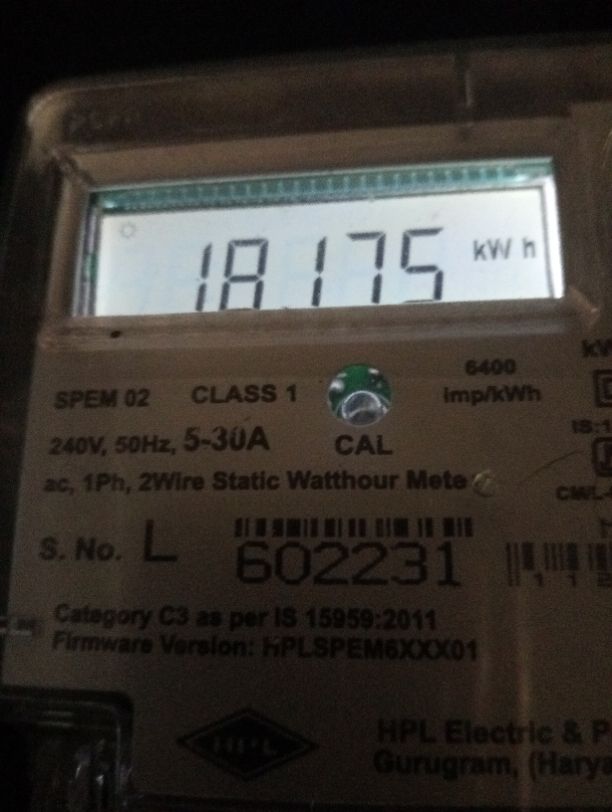 18175 kWh
SPEM 02 CLASS 1 6400 imp/kWh
240V, 50Hz, 5-30A CAL
ac, 1Ph, 2Wire Static Watthour Mete
S. No. L 602231
Category C3 as per IS 15959:2011
Firmware Version: HPLSPEM6XXX01
HPL
HPL Electric & P
Gurugram, (Harya